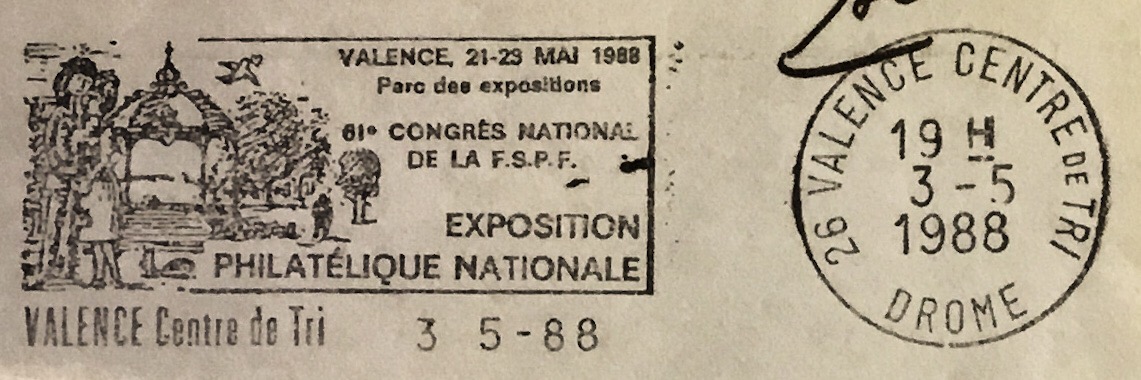 VALENCE, 21-23 MAI 1988
Parc des expositions
61e CONGRÈS NATIONAL
DE LA F.S.P.F.
EXPOSITION
PHILATÉLIQUE NATIONALE
VALENCE Centre de Tri 3 5-88
26 VALENCE CENTRE DE TRI
19 H
3 - 5
1988
DROME